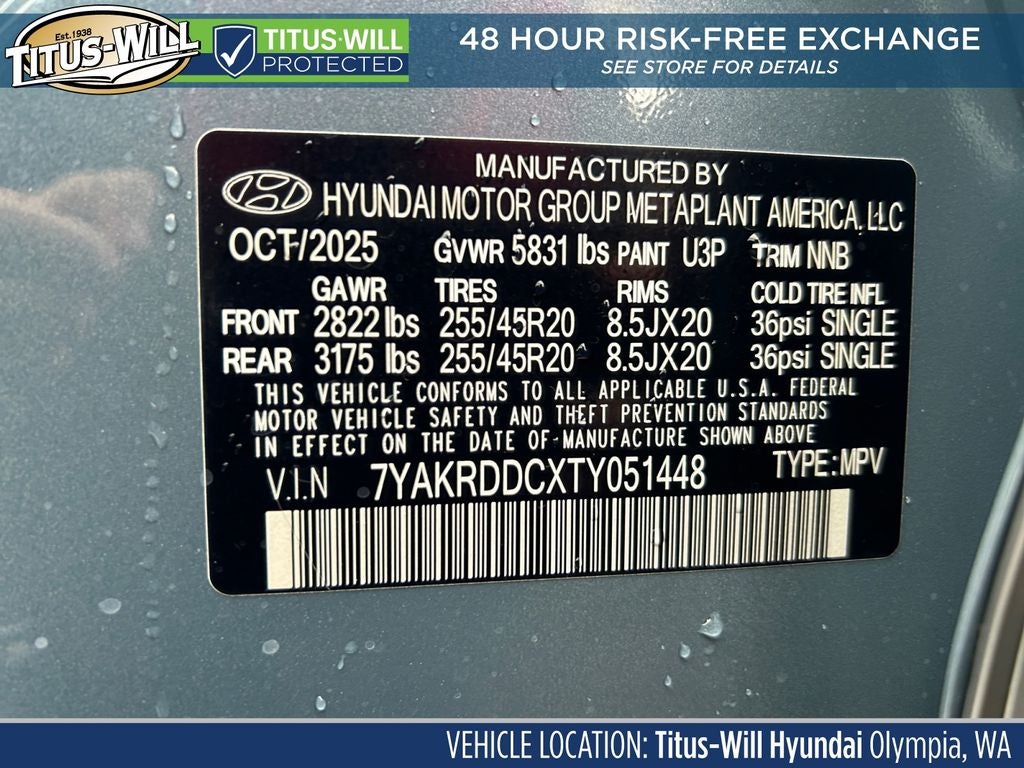 Est. 1938
TITUS-WILL
TITUS-WILL
PROTECTED
48 HOUR RISK-FREE EXCHANGE
SEE STORE FOR DETAILS
MANUFACTURED BY
HYUNDAI MOTOR GROUP METAPLANT AMERICA, LLC
OCT/2025 GVWR 5831 lbs PAINT U3P TRIM NNB
GAWR TIRES RIMS COLD TIRE INFL
FRONT 2822 lbs 255/45R20 8.5JX20 36psi SINGLE
REAR 3175 lbs 255/45R20 8.5JX20 36psi SINGLE
THIS VEHICLE CONFORMS TO ALL APPLICABLE U.S.A. FEDERAL
MOTOR VEHICLE SAFETY AND THEFT PREVENTION STANDARDS
IN EFFECT ON THE DATE OF MANUFACTURE SHOWN ABOVE
V.I.N 7YAKRDDCXTY051448 TYPE: MPV
VEHICLE LOCATION: Titus-Will Hyundai Olympia, WA